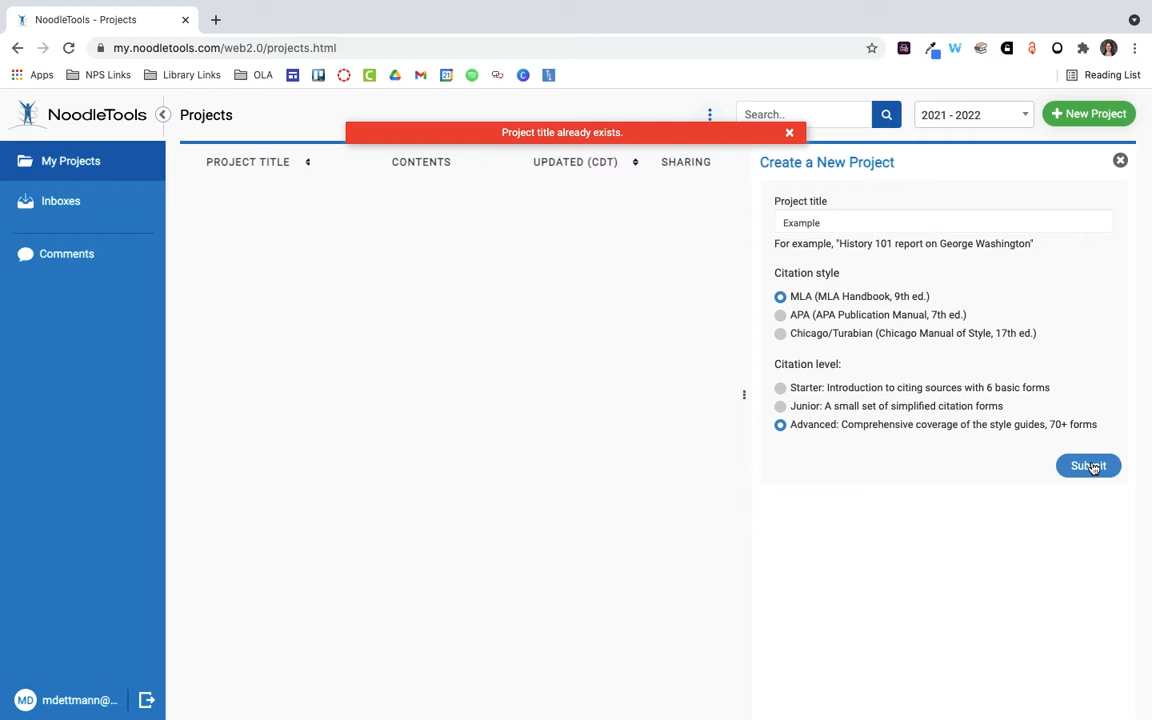 NoodleTools - Projects
my.noodletools.com/web2.0/projects.html
Apps NPS Links Library Links OLA Reading List
NoodleTools Projects Search.. 2021 - 2022 New Project
Project title already exists.
My Projects
Inboxes
Comments
PROJECT TITLE CONTENTS UPDATED (CDT) SHARING
Create a New Project
Project title
Example
For example, "History 101 report on George Washington"
Citation style
MLA (MLA Handbook, 9th ed.)
APA (APA Publication Manual, 7th ed.)
Chicago/Turabian (Chicago Manual of Style, 17th ed.)
Citation level:
Starter: Introduction to citing sources with 6 basic forms
Junior: A small set of simplified citation forms
Advanced: Comprehensive coverage of the style guides, 70+ forms
Submit
MD mdettmann@...